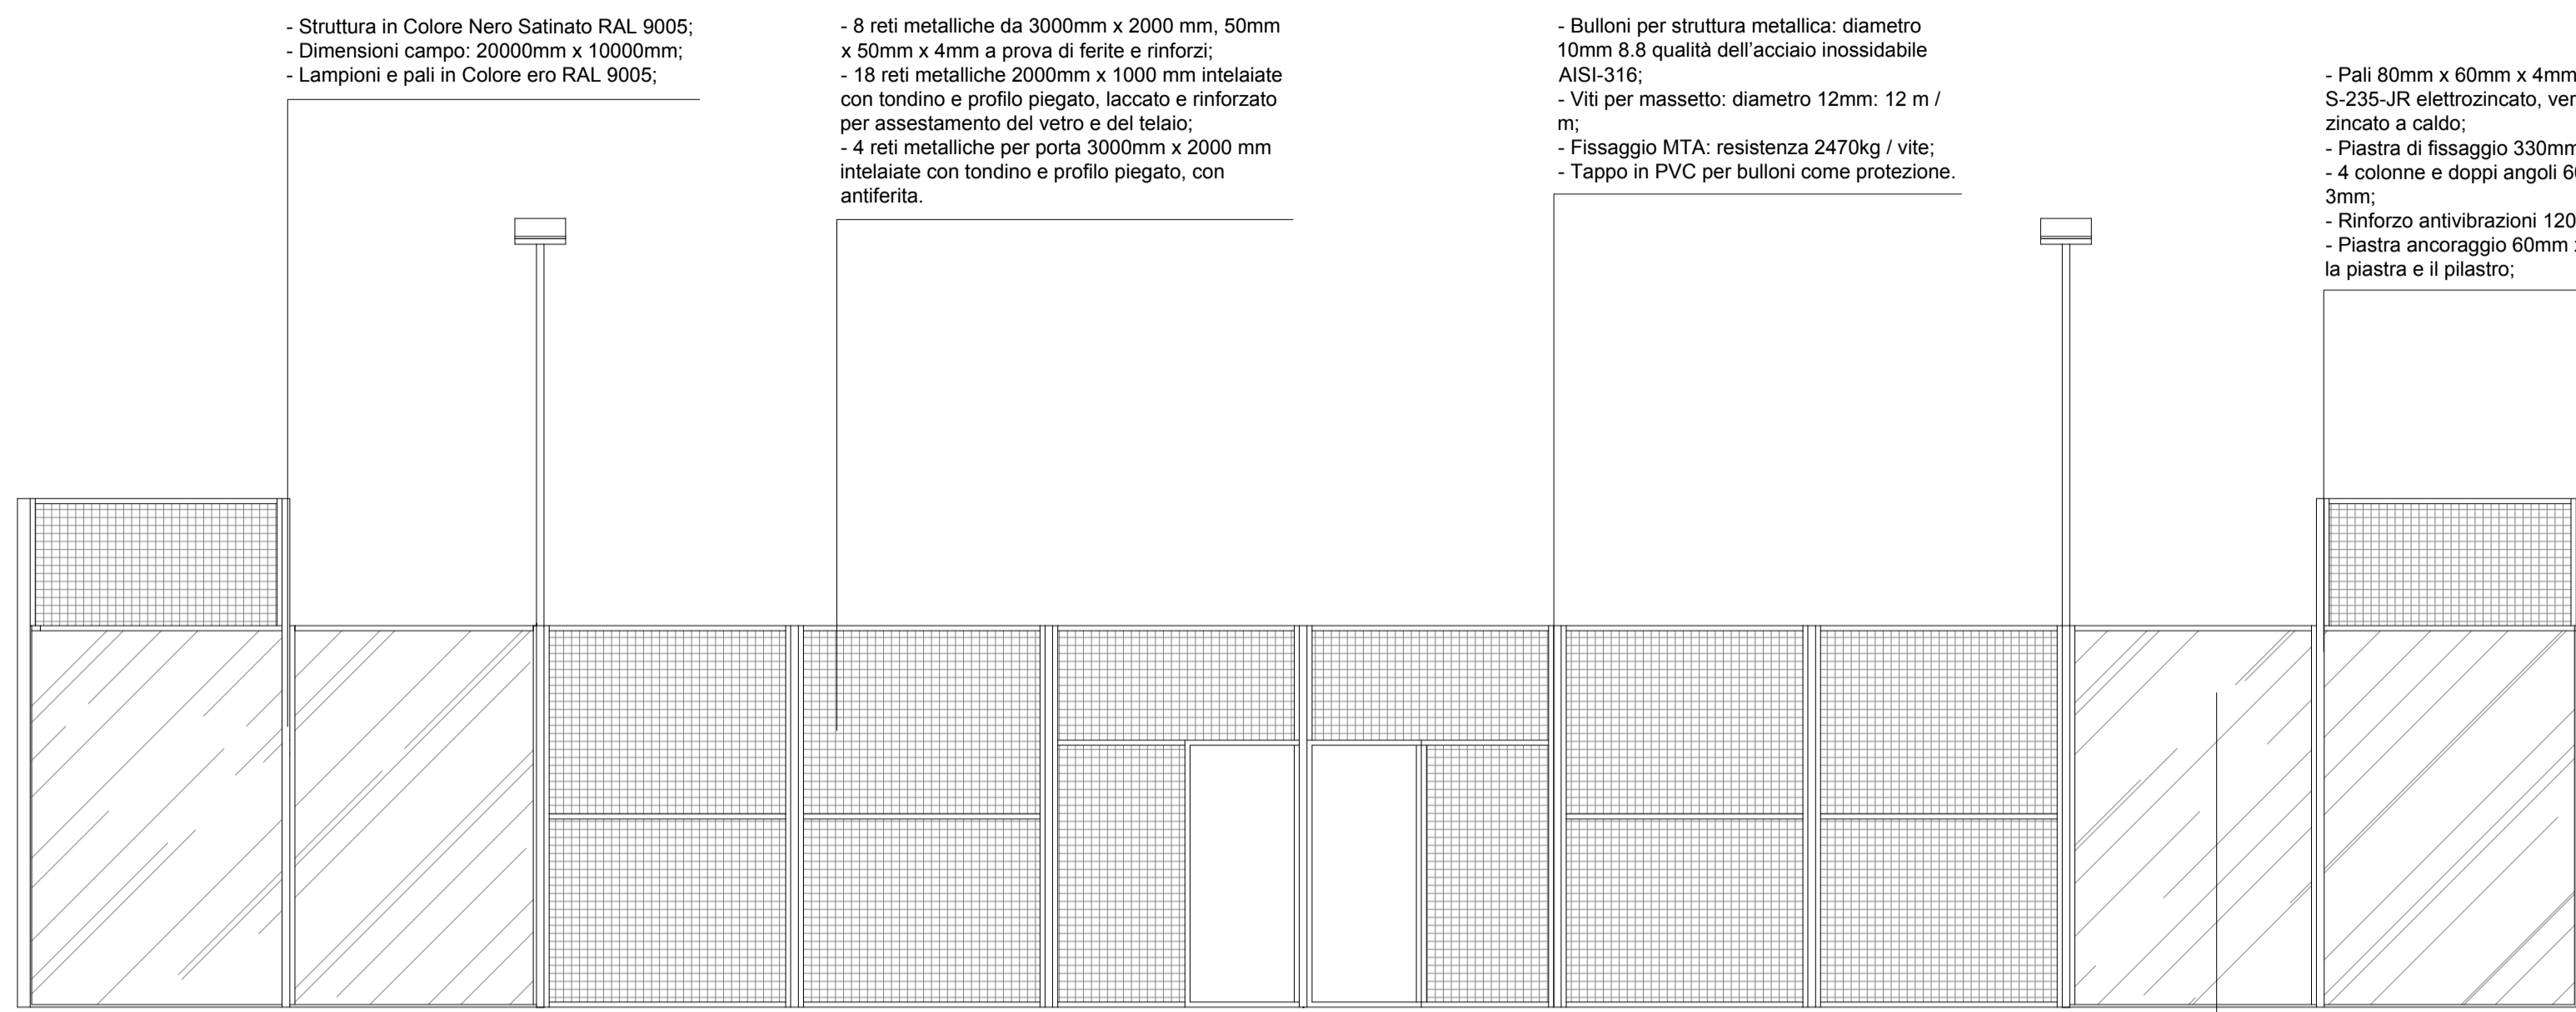 - Struttura in Colore Nero Satinato RAL 9005;
- Dimensioni campo: 20000mm x 10000mm;
- Lampioni e pali in Colore ero RAL 9005;
- 8 reti metalliche da 3000mm x 2000 mm, 50mm
x 50mm x 4mm a prova di ferite e rinforzi;
- 18 reti metalliche 2000mm x 1000 mm intelaiate
con tondino e profilo piegato, laccato e rinforzato
per assestamento del vetro e del telaio;
- 4 reti metalliche per porta 3000mm x 2000 mm
intelaiate con tondino e profilo piegato, con
antiferita.
- Bulloni per struttura metallica: diametro
10mm 8.8 qualità dell’acciaio inossidabile
AISI-316;
- Viti per massetto: diametro 12mm: 12 m /
m;
- Fissaggio MTA: resistenza 2470kg / vite;
- Tappo in PVC per bulloni come protezione.
- Pali 80mm x 60mm x 4mm
S-235-JR elettrozincato,
zincato a caldo;
- Piastra di fissaggio
- 4 colonne e doppi angoli
3mm;
- Rinforzo antivibrazioni
- Piastra ancoraggio 60mm
la piastra e il pilastro;